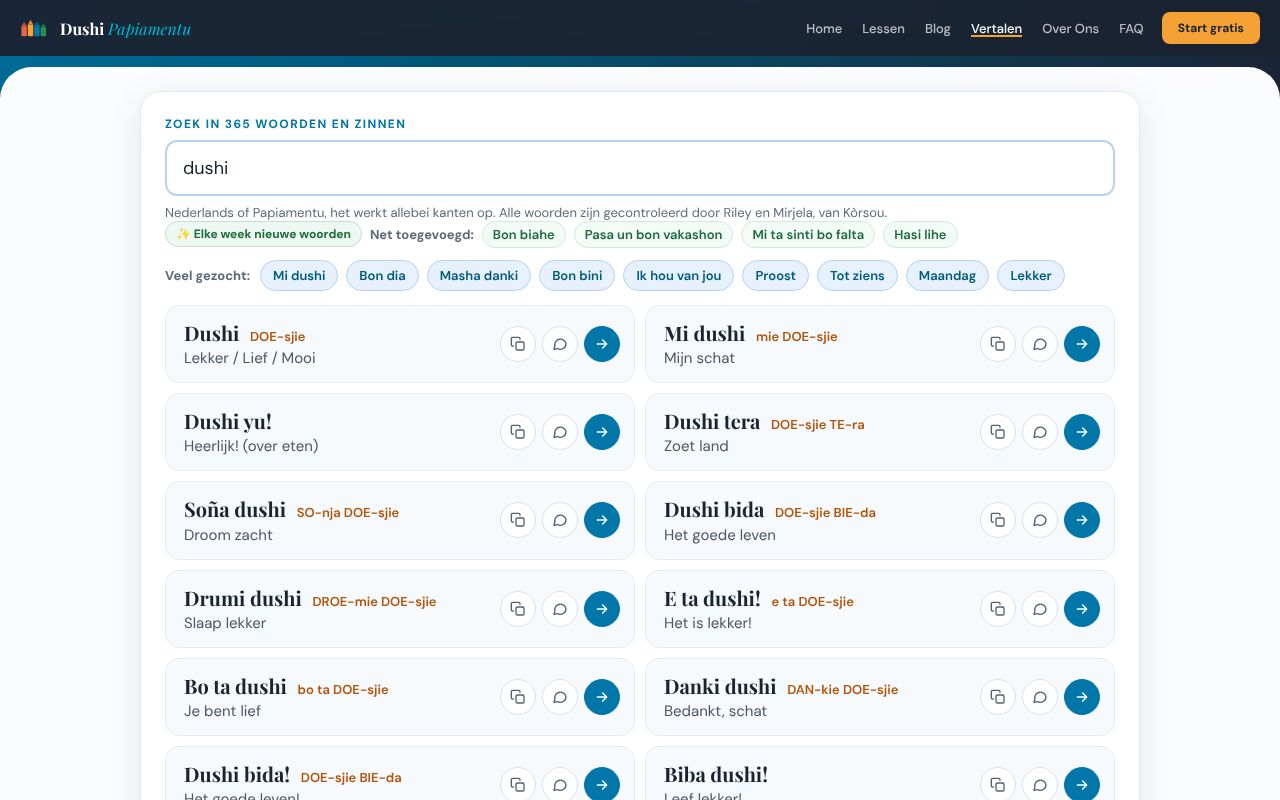 Dushi Papiamentu
Home Lessen Blog Vertalen Over Ons FAQ Start gratis
ZOEK IN 365 WOORDEN EN ZINNEN
dushi
Nederlands of Papiamentu, het werkt allebei kanten op. Alle woorden zijn gecontroleerd door Riley en Mirjela, van Kòrsou.
✨ Elke week nieuwe woorden Net toegevoegd: Bon biahe Pasa un bon vakashon Mi ta sinti bo falta Hasi lihe
Veel gezocht: Mi dushi Bon dia Masha danki Bon bini Ik hou van jou Proost Tot ziens Maandag Lekker
Dushi DOE-sjie
Lekker / Lief / Mooi
Mi dushi mie DOE-sjie
Mijn schat
Dushi yu!
Heerlijk! (over eten)
Dushi tera DOE-sjie TE-ra
Zoet land
Soña dushi SO-nja DOE-sjie
Droom zacht
Dushi bida DOE-sjie BIE-da
Het goede leven
Drumi dushi DROE-mie DOE-sjie
Slaap lekker
E ta dushi! e ta DOE-sjie
Het is lekker!
Bo ta dushi bo ta DOE-sjie
Je bent lief
Danki dushi DAN-kie DOE-sjie
Bedankt, schat
Dushi bida! DOE-sjie BIE-da
Het goede leven!
Biba dushi!
Leef lekker!